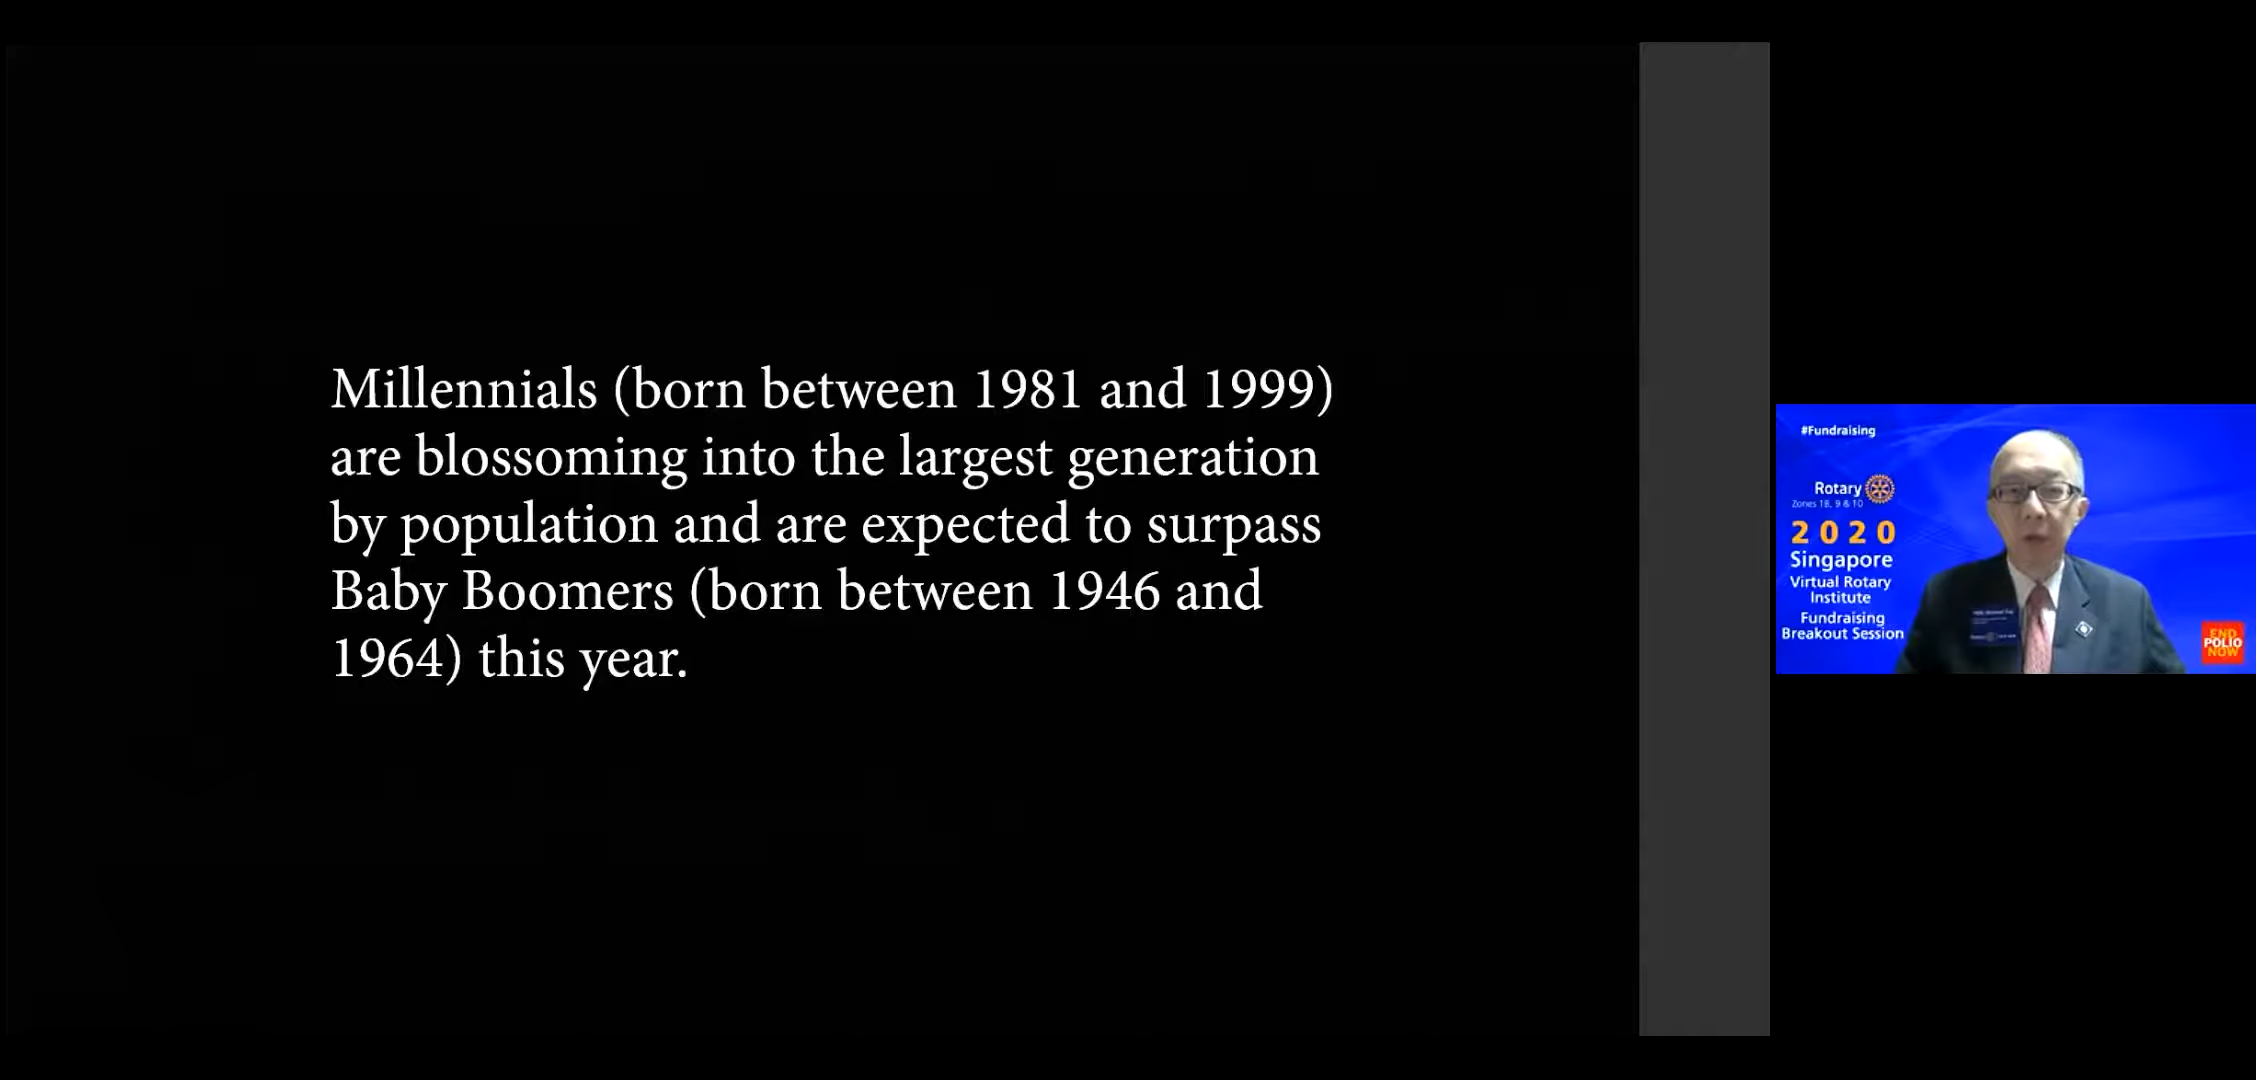 Millennials (born between 1981 and 1999)
are blossoming into the largest generation
by population and are expected to surpass
Baby Boomers (born between 1946 and
1964) this year.
#Fundraising
Rotary
Zones 1B, 9 & 10
2020
Singapore
Virtual Rotary
Institute
Fundraising
Breakout Session
END
POLIO
NOW